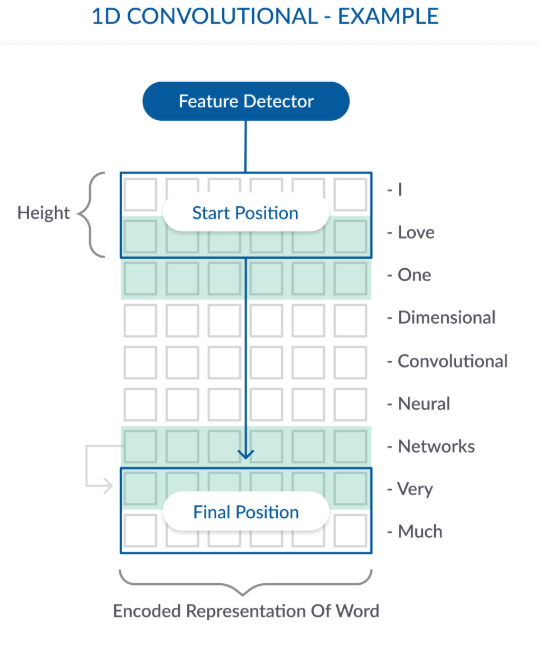 1D CONVOLUTIONAL - EXAMPLE
Feature Detector
Height
Start Position
- I
- Love
- One
- Dimensional
- Convolutional
- Neural
- Networks
- Very
Final Position
- Much
Encoded Representation Of Word